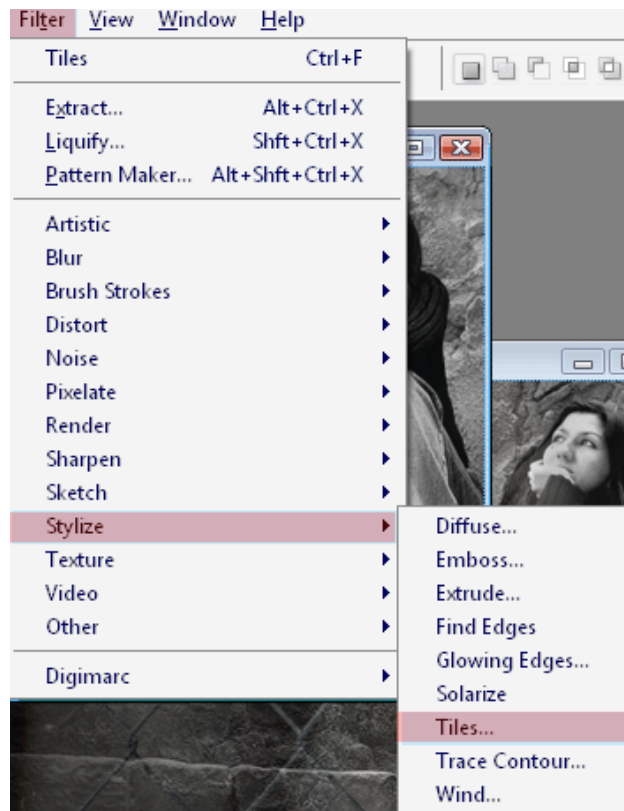 Filter View Window Help
Tiles Ctrl+F
Extract... Alt+Ctrl+X
Liquify... Shft+Ctrl+X
Pattern Maker... Alt+Shft+Ctrl+X
Artistic
Blur
Brush Strokes
Distort
Noise
Pixelate
Render
Sharpen
Sketch
Stylize
Texture
Video
Other
Digimarc
Diffuse...
Emboss...
Extrude...
Find Edges
Glowing Edges...
Solarize
Tiles...
Trace Contour...
Wind...